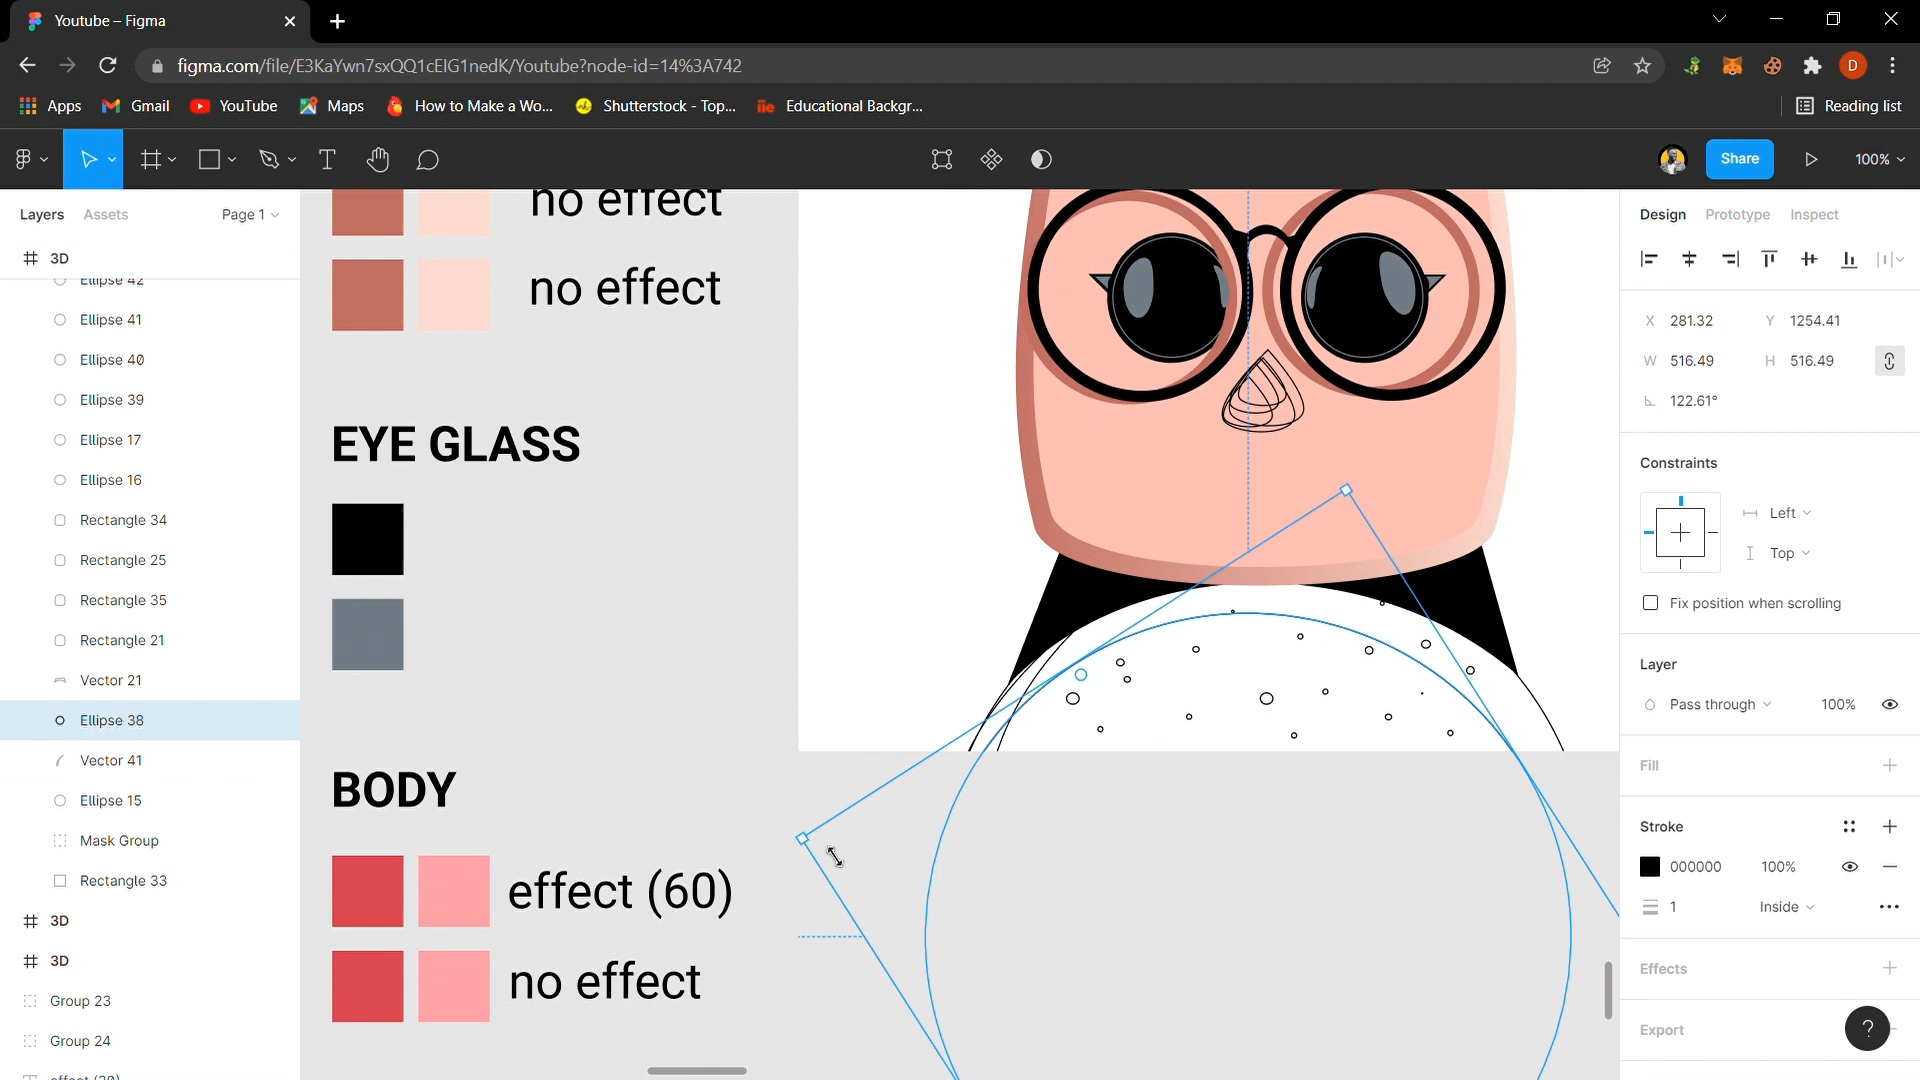 Youtube – Figma
figma.com/file/E3KaYwn7sxQQ1cEIG1nedK/Youtube?node-id=14%3A742
D
Apps
Gmail
YouTube
Maps
How to Make a Wo...
Shutterstock - Top...
Educational Backgr...
Reading list
Share
100%
Layers
Assets
Page 1
3D
Ellipse 42
Ellipse 41
Ellipse 40
Ellipse 39
Ellipse 17
Ellipse 16
Rectangle 34
Rectangle 25
Rectangle 35
Rectangle 21
Vector 21
Ellipse 38
Vector 41
Ellipse 15
Mask Group
Rectangle 33
3D
3D
Group 23
Group 24
effect (20)
no effect
no effect
EYE GLASS
BODY
effect (60)
no effect
Design
Prototype
Inspect
X 281.32
Y 1254.41
W 516.49
H 516.49
122.61°
Constraints
Left
Top
Fix position when scrolling
Layer
Pass through
100%
Fill
Stroke
000000
100%
1
Inside
Effects
Export
?